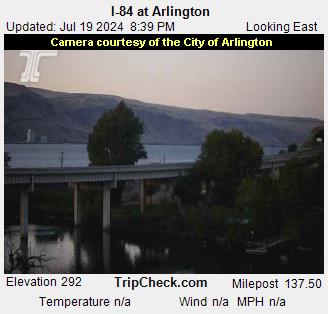 I-84 at Arlington
Updated: Jul 19 2024 8:39 PM Looking East
Camera courtesy of the City of Arlington
Elevation 292 TripCheck.com Milepost 137.50
Temperature n/a Wind n/a MPH n/a